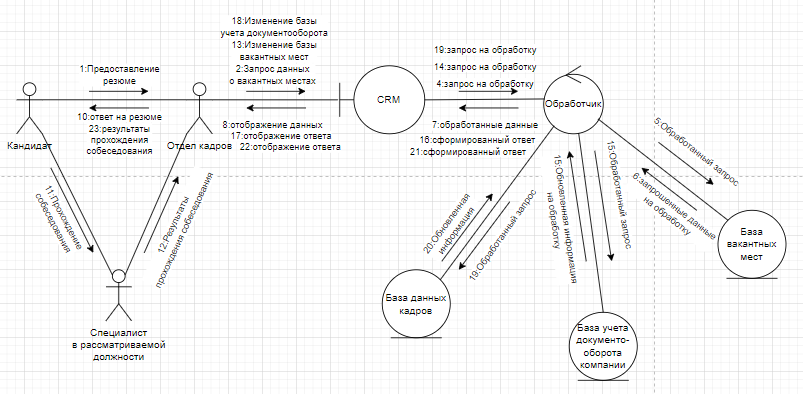 18:Изменение базы
учета документооборота
13:Изменение базы
вакантных мест
2:Запрос данных
о вакантных местах
1:Предоставление
резюме
10:ответ на резюме
23:результаты
прохождения
собеседования
8:отображение данных
17:отображение ответа
22:отображение ответа
19:запрос на обработку
14:запрос на обработку
4:запрос на обработку
7:обработанные данные
16:сформированный ответ
21:сформированный ответ
CRM
Обработчик
Кандидат
Отдел кадров
11:Прохождение
собеседования
12:Результаты
прохождения собеседования
Специалист
в рассматриваемой
должности
20:Обновленная
информация
19:Обработанный запрос
15:Обновленная информация
на обработку
15:Обработанный запрос
5:Обработанный запрос
6:запрошенные данные
на обработку
База
вакантных
мест
База данных
кадров
База учета
документо-
оборота
компании